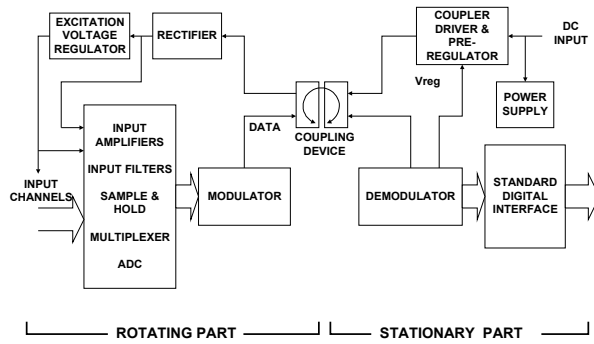 EXCITATION
VOLTAGE
REGULATOR
RECTIFIER
COUPLER
DRIVER &
PRE-
REGULATOR
DC
INPUT
Vreg
POWER
SUPPLY
INPUT
AMPLIFIERS
INPUT FILTERS
SAMPLE &
HOLD
MULTIPLEXER
ADC
DATA
COUPLING
DEVICE
INPUT
CHANNELS
MODULATOR
DEMODULATOR
STANDARD
DIGITAL
INTERFACE
ROTATING PART
STATIONARY PART